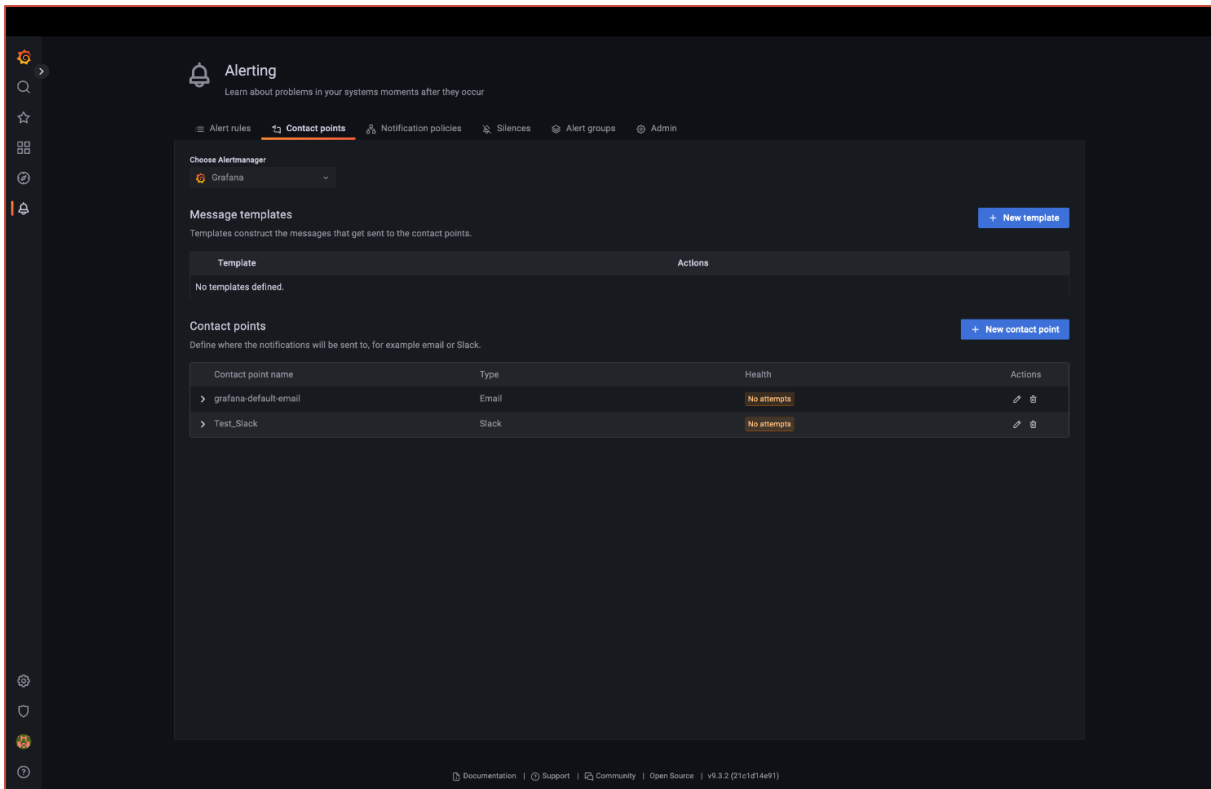 Alerting
Learn about problems in your systems moments after they occur
Alert rules Contact points Notification policies Silences Alert groups Admin
Choose Alertmanager
Grafana
Message templates
+ New template
Templates construct the messages that get sent to the contact points.
Template Actions
No templates defined.
Contact points
+ New contact point
Define where the notifications will be sent to, for example email or Slack.
Contact point name Type Health Actions
grafana-default-email Email No attempts
Test_Slack Slack No attempts
Documentation | Support | Community | Open Source | v9.3.2 (21c1d14e91)